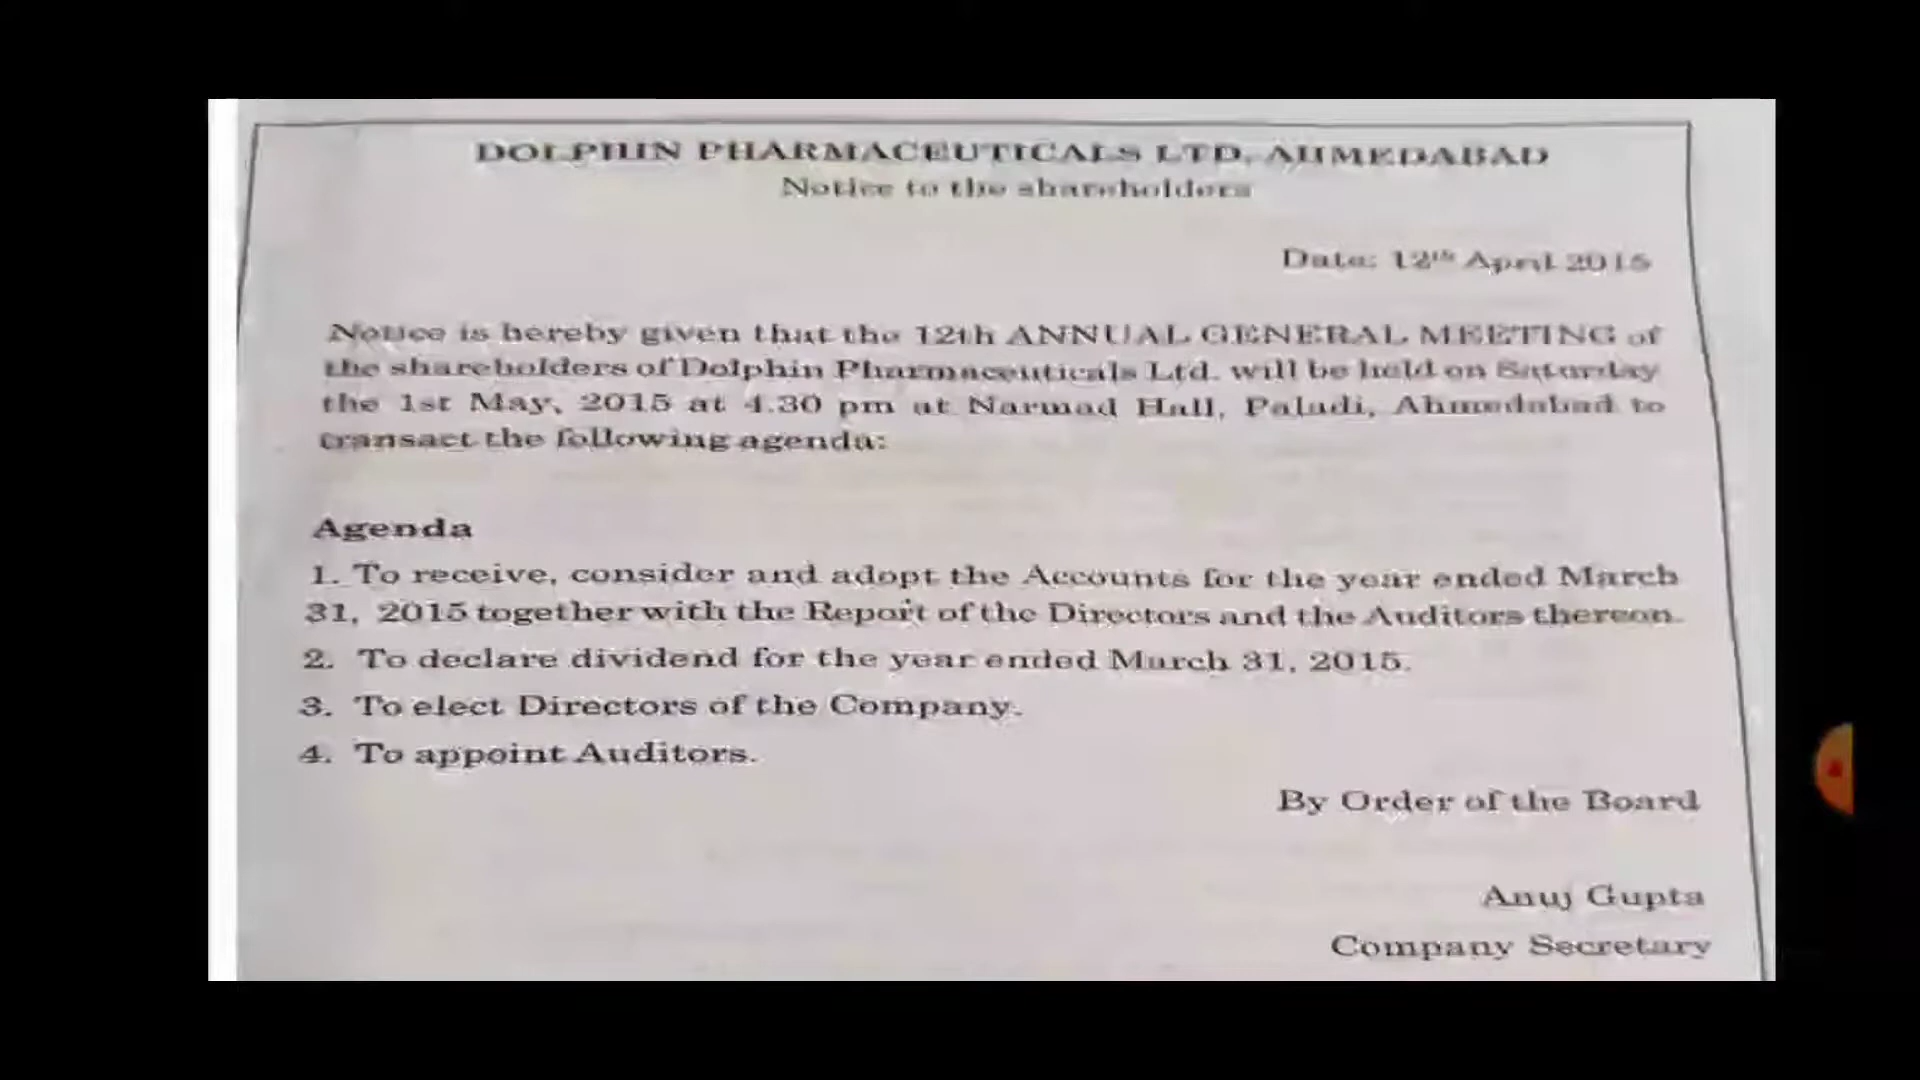 DOLPHIN PHARMACEUTICALS LTD. AHMEDABAD
Notice to the shareholders
Date: 12th April 2015
Notice is hereby given that the 12th ANNUAL GENERAL MEETING of
the shareholders of Dolphin Pharmaceuticals Ltd. will be held on Saturday
the 1st May, 2015 at 4.30 pm at Narmad Hall, Paladi, Ahmedabad to
transact the following agenda:
Agenda
1. To receive, consider and adopt the Accounts for the year ended March
31, 2015 together with the Report of the Directors and the Auditors thereon.
2. To declare dividend for the year ended March 31, 2015.
3. To elect Directors of the Company.
4. To appoint Auditors.
By Order of the Board
Anuj Gupta
Company Secretary